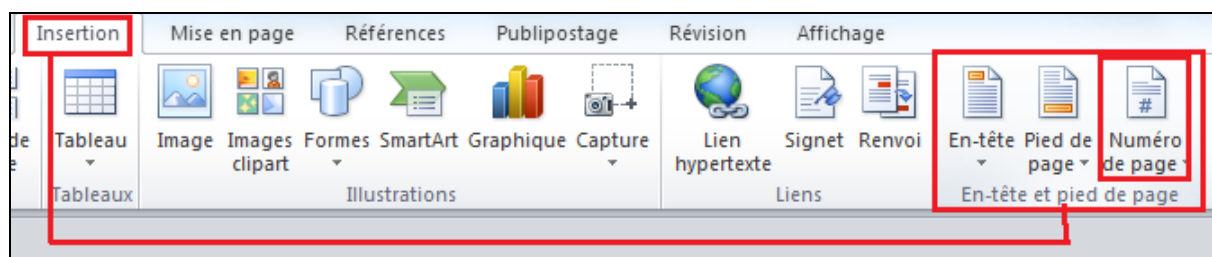 Insertion Mise en page Références Publipostage Révision Affichage
de Tableau Image Images Formes SmartArt Graphique Capture Lien Signet Renvoi En-tête Pied de Numéro
clipart hypertexte page de page
Tableaux Illustrations Liens En-tête et pied de page